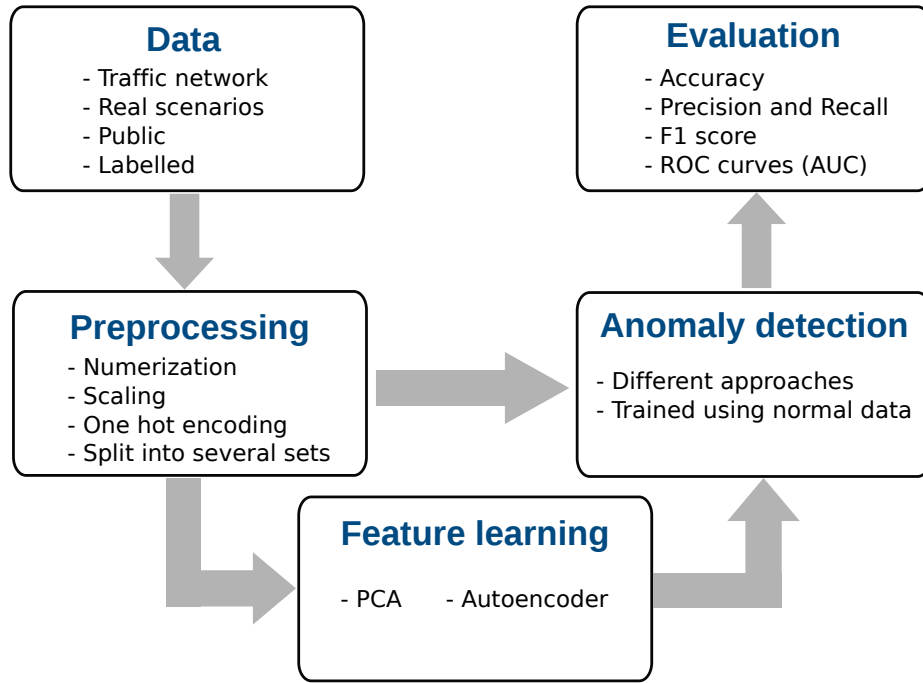 Data
- Traffic network
- Real scenarios
- Public
- Labelled
Evaluation
- Accuracy
- Precision and Recall
- F1 score
- ROC curves (AUC)
Preprocessing
- Numerization
- Scaling
- One hot encoding
- Split into several sets
Anomaly detection
- Different approaches
- Trained using normal data
Feature learning
- PCA - Autoencoder